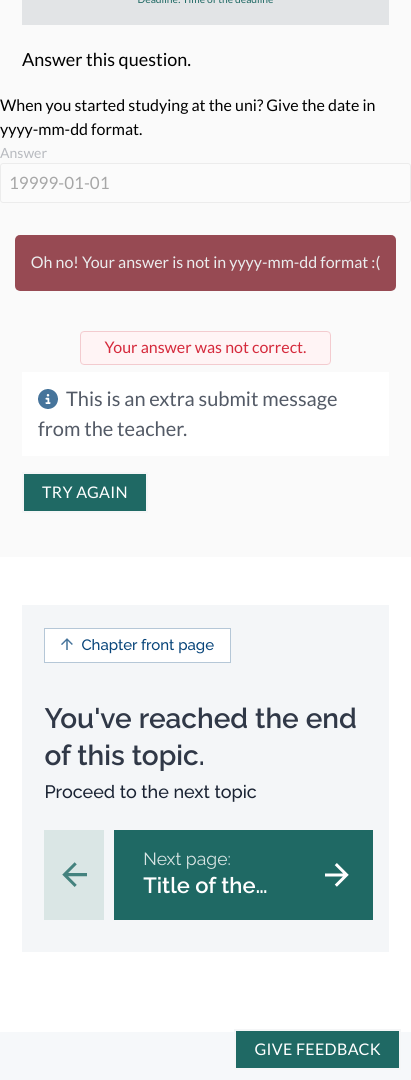 Deadline: Time of the deadline
Answer this question.
When you started studying at the uni? Give the date in
yyyy-mm-dd format.
Answer
19999-01-01
Oh no! Your answer is not in yyyy-mm-dd format :(
Your answer was not correct.
This is an extra submit message
from the teacher.
TRY AGAIN
Chapter front page
You've reached the end
of this topic.
Proceed to the next topic
Next page:
Title of the...
GIVE FEEDBACK